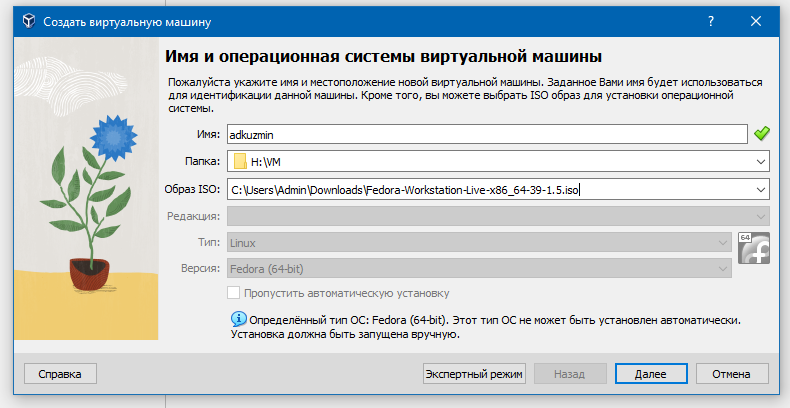 Создать виртуальную машину
Имя и операционная системы виртуальной машины
Пожалуйста укажите имя и местоположение новой виртуальной машины. Заданное Вами имя будет использоваться
для идентификации данной машины. Кроме того, вы можете выбрать ISO образ для установки операционной
системы.
Имя: adkuzmin
Папка: H:\VM
Образ ISO: C:\Users\Admin\Downloads\Fedora-Workstation-Live-x86_64-39-1.5.iso
Редакция:
Тип: Linux
64
Версия: Fedora (64-bit)
Пропустить автоматическую установку
Определённый тип ОС: Fedora (64-bit). Этот тип ОС не может быть установлен автоматически.
Установка должна быть запущена вручную.
Справка Экспертный режим Назад Далее Отмена